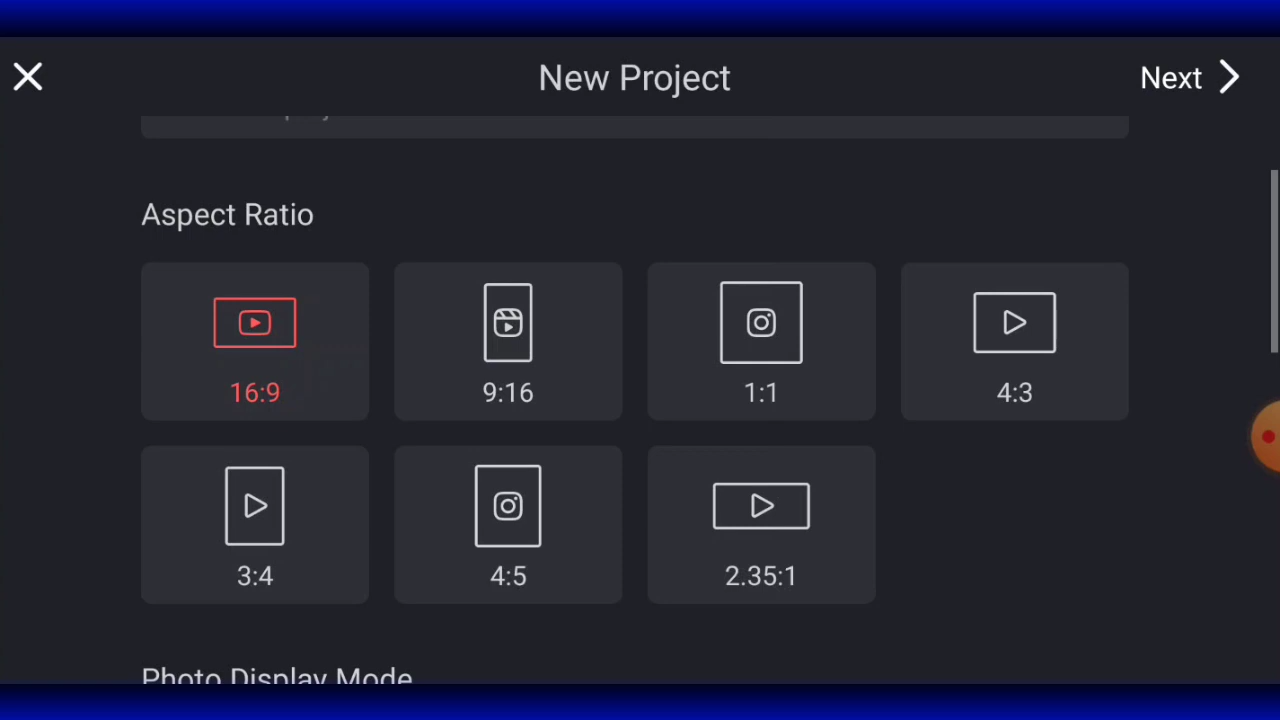 New Project
Next
Aspect Ratio
16:9
9:16
1:1
4:3
3:4
4:5
2.35:1
Photo Display Mode